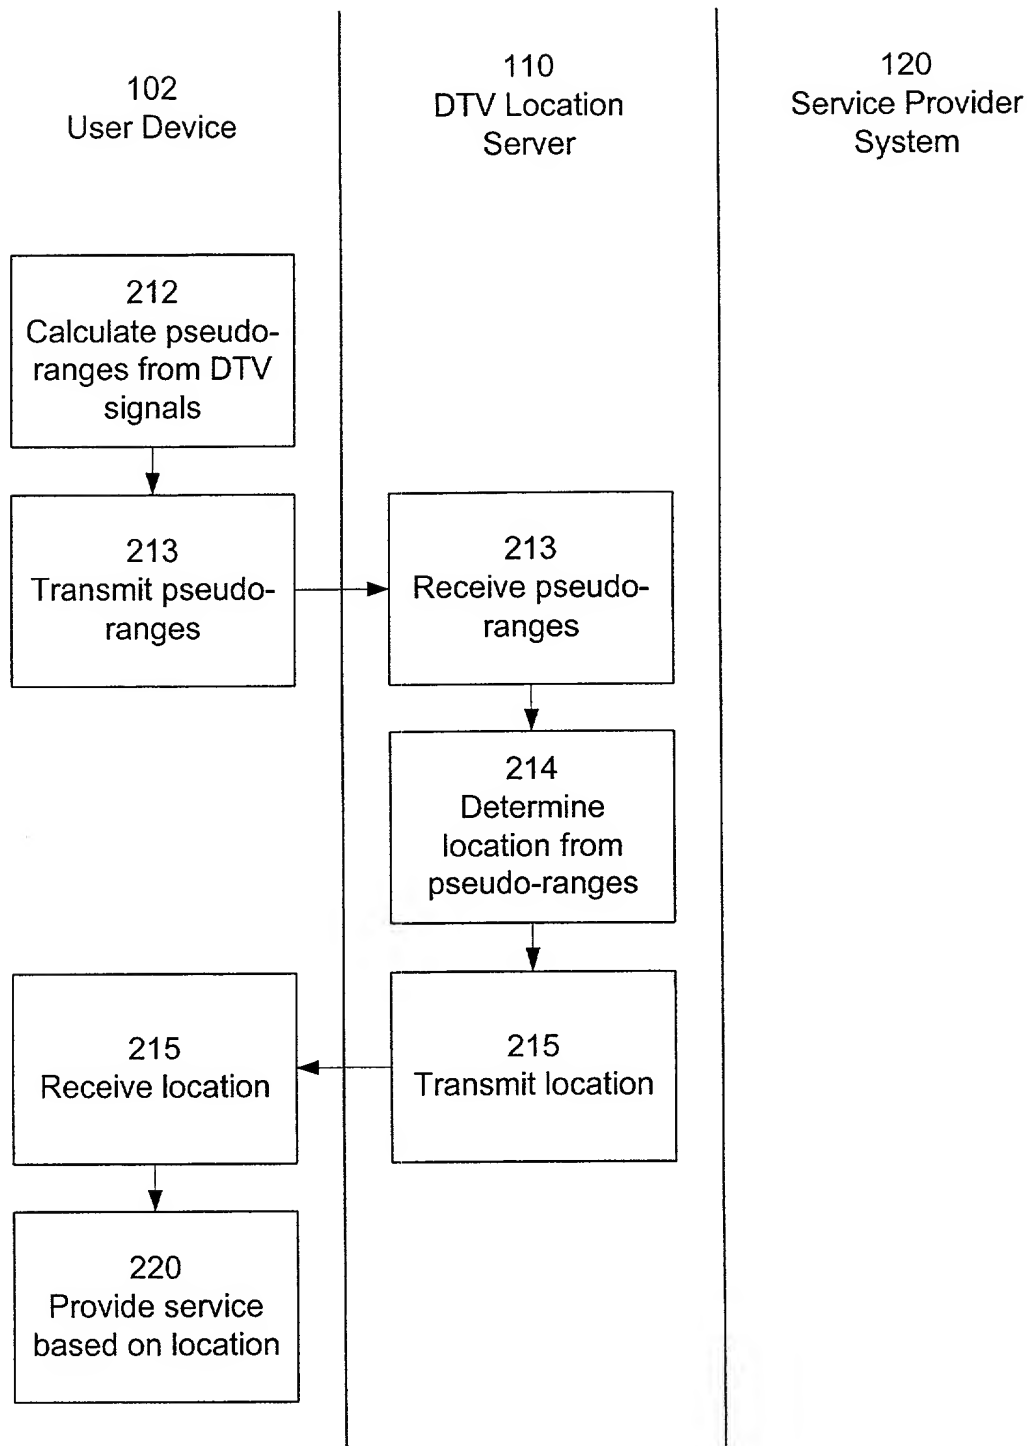 102
User Device
110
DTV Location
Server
120
Service Provider
System
212
Calculate pseudo-
ranges from DTV
signals
213
Transmit pseudo-
ranges
213
Receive pseudo-
ranges
214
Determine
location from
pseudo-ranges
215
Receive location
215
Transmit location
220
Provide service
based on location